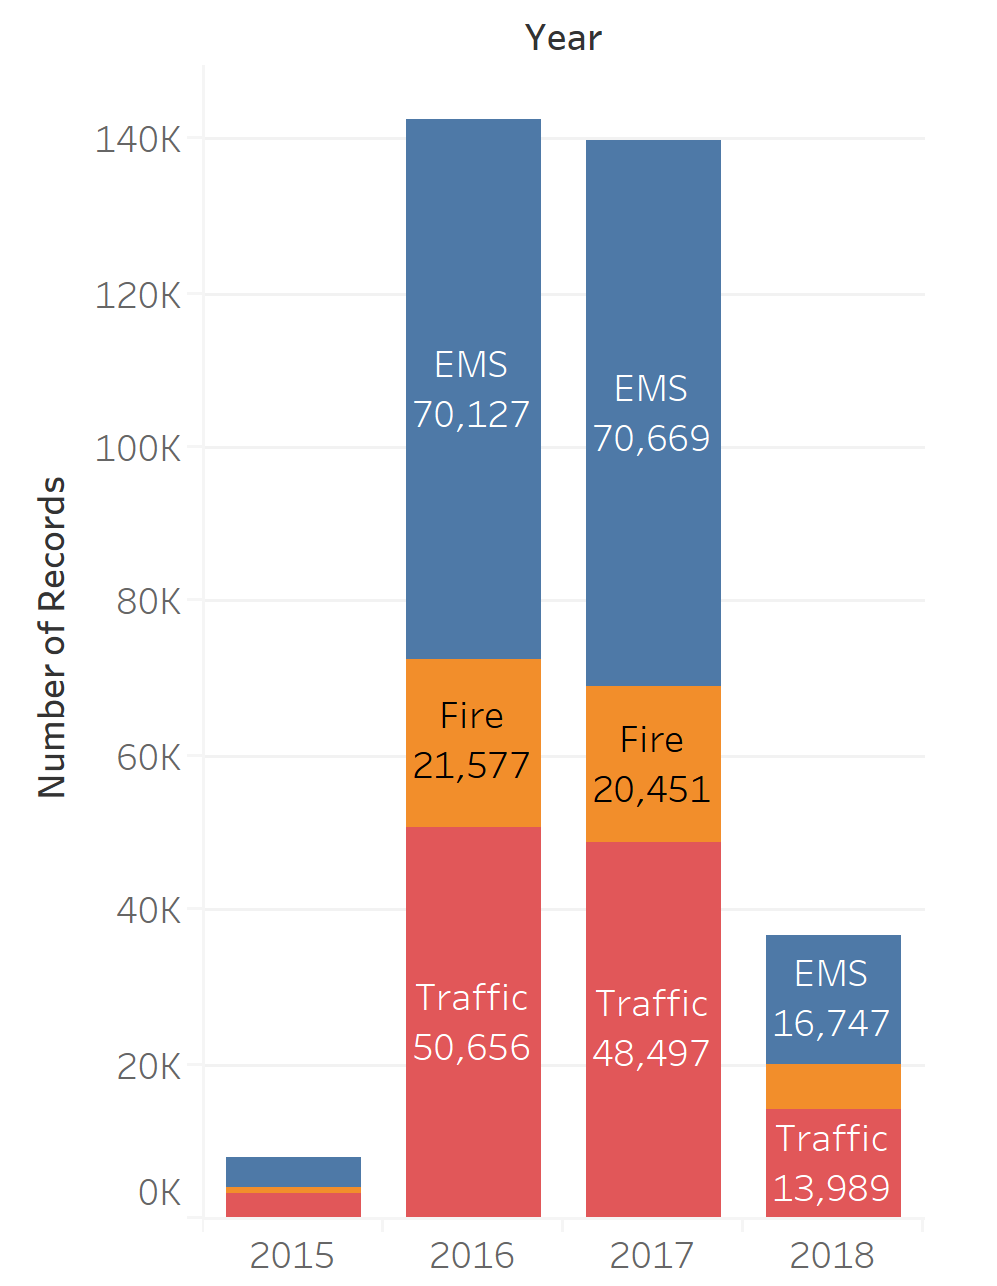 Year
Number of Records
140K
120K
100K
80K
60K
40K
20K
0K
EMS
70,127
Fire
21,577
Traffic
50,656
EMS
70,669
Fire
20,451
Traffic
48,497
EMS
16,747
Traffic
13,989
2015 2016 2017 2018